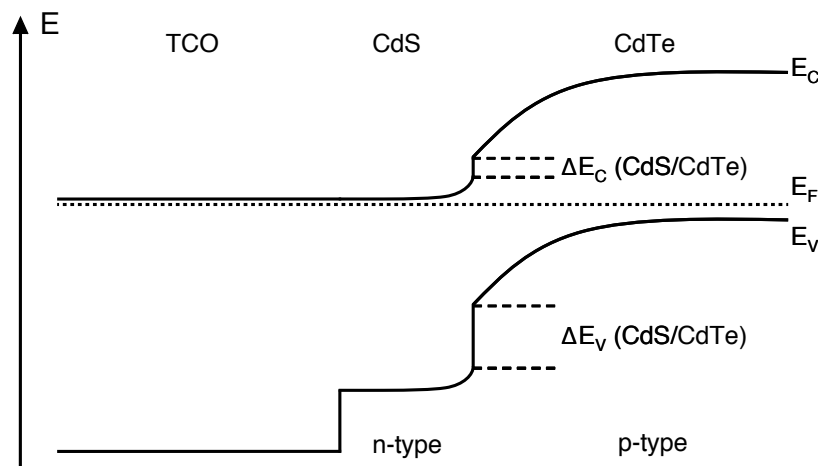 E
TCO
CdS
CdTe
E_C
ΔE_C (CdS/CdTe)
E_F
E_V
ΔE_V (CdS/CdTe)
n-type
p-type